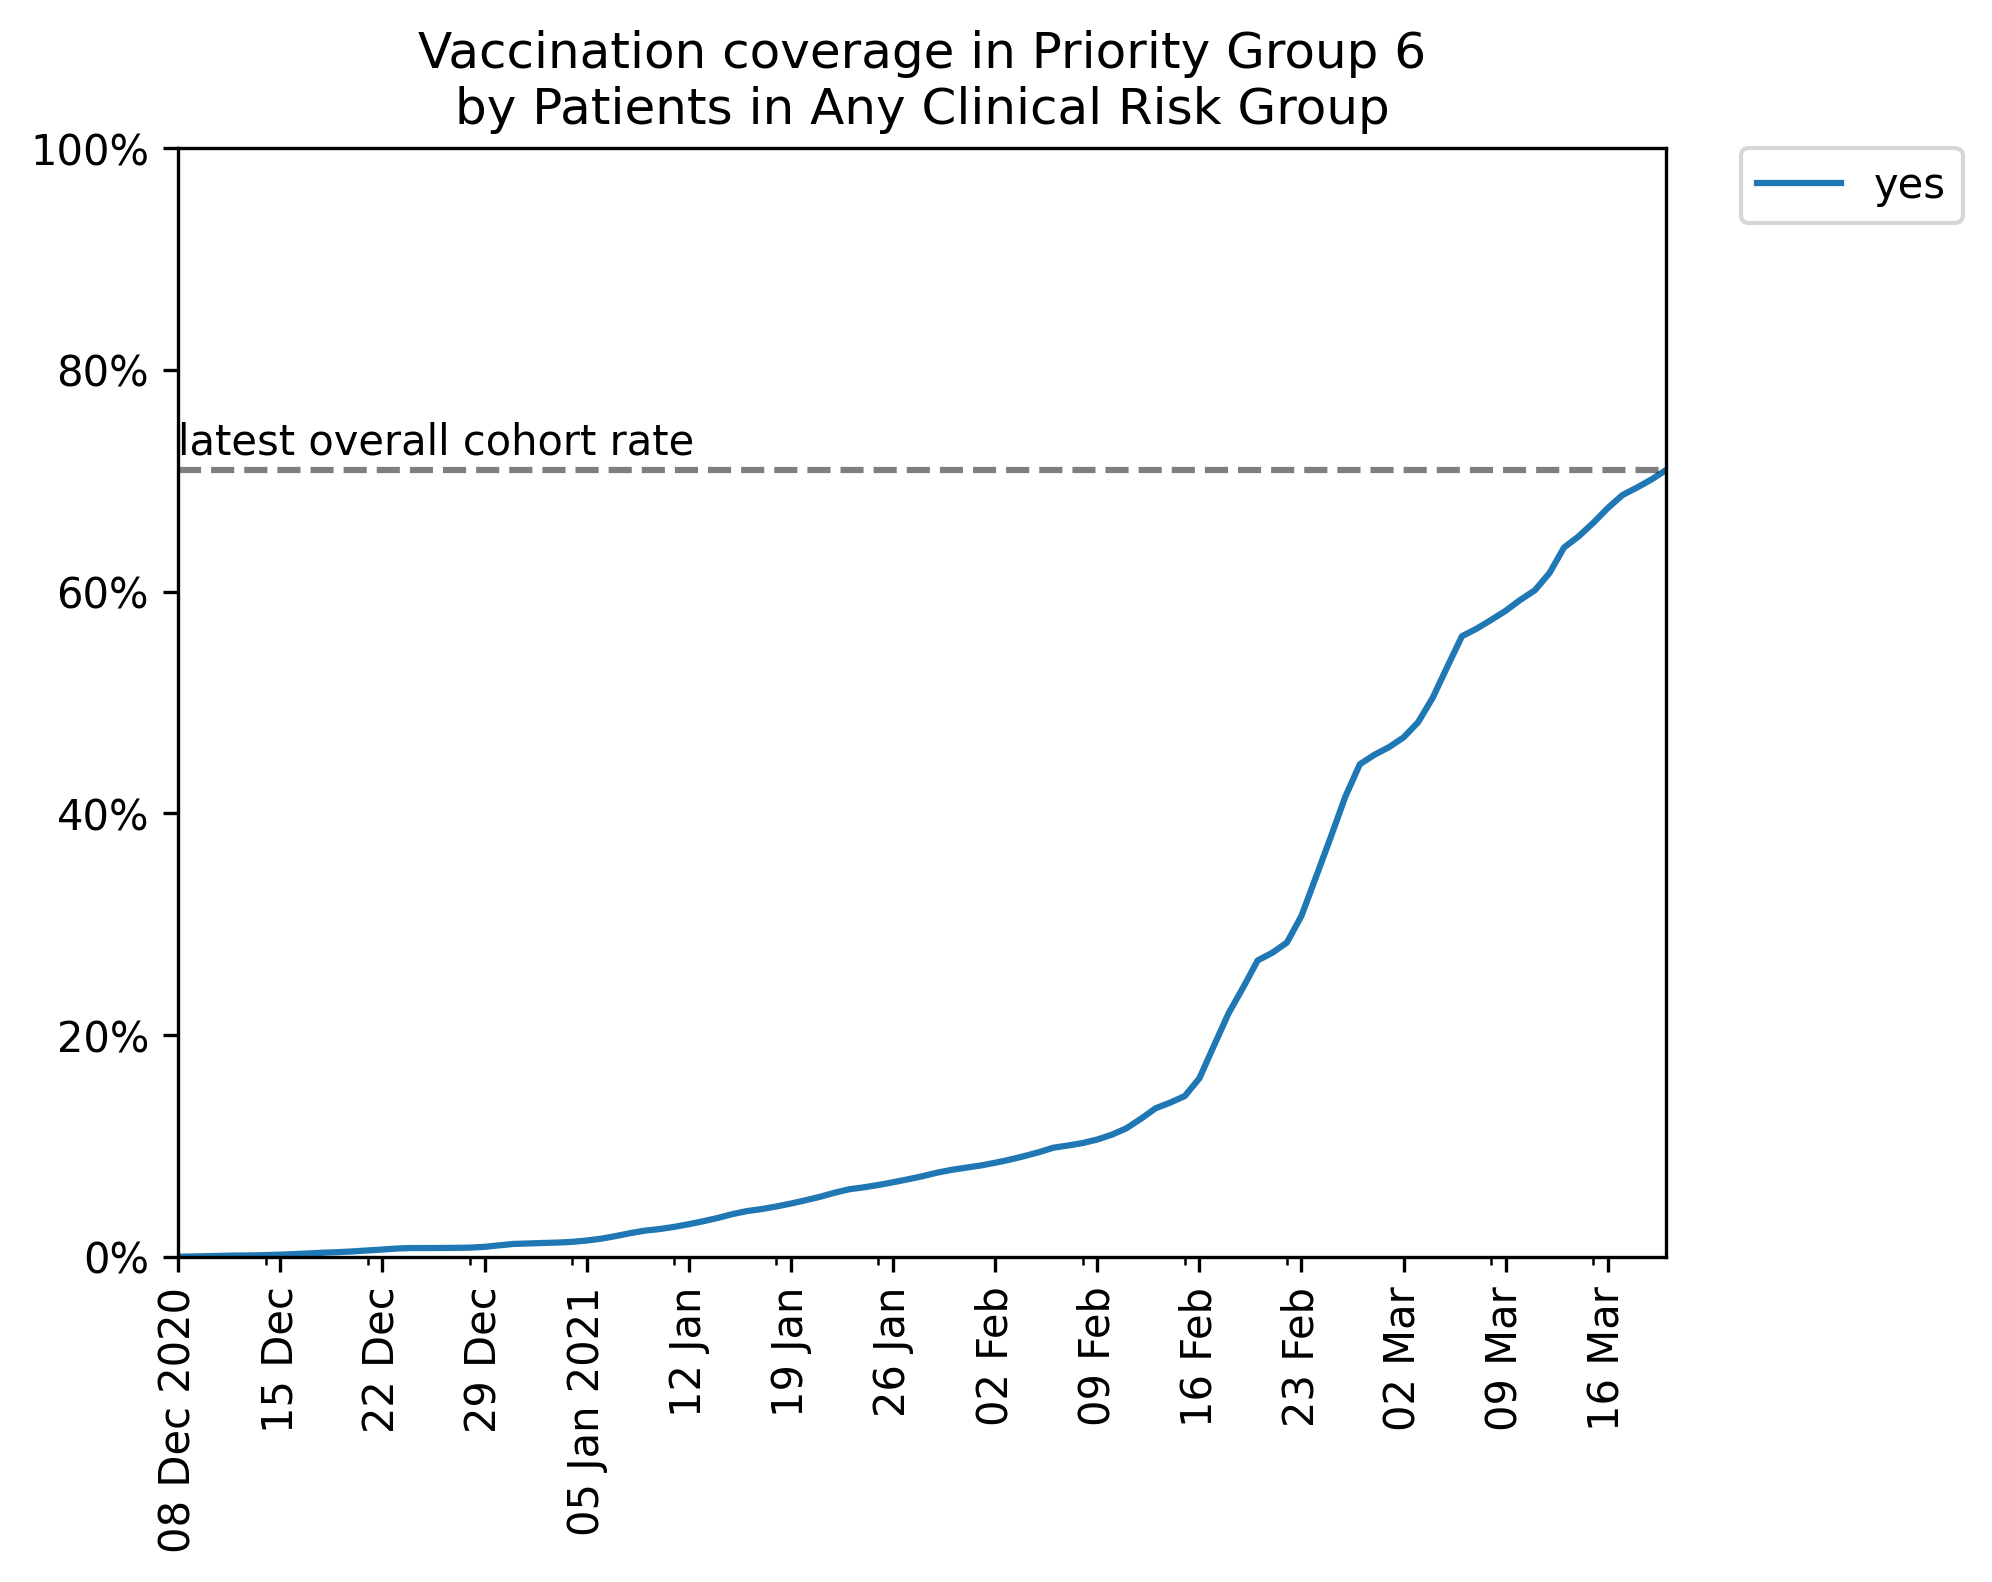 Vaccination coverage in Priority Group 6
by Patients in Any Clinical Risk Group
100%
yes
80%
latest overall cohort rate
60%
40%
20%
0%
08 Dec 2020
15 Dec
22 Dec
29 Dec
05 Jan 2021
12 Jan
19 Jan
26 Jan
02 Feb
09 Feb
16 Feb
23 Feb
02 Mar
09 Mar
16 Mar